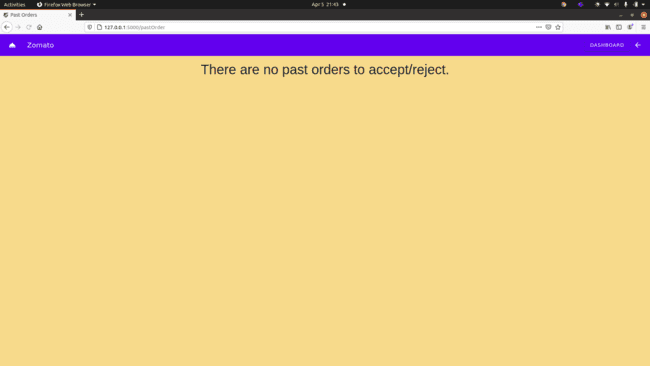 Activities Firefox Web Browser Apr 5 21:45
Past Orders
127.0.0.1:5000/pastOrder
Zomato DASHBOARD
There are no past orders to accept/reject.